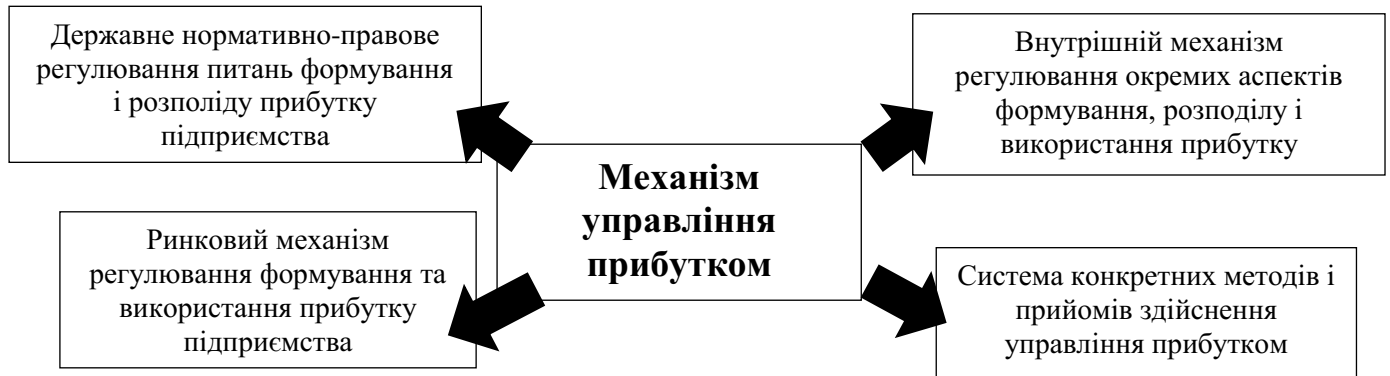 Державне нормативно-правове
регулювання питань формування
і розполіду прибутку
підприємства
Внутрішній механізм
регулювання окремих аспектів
формування, розподілу і
використання прибутку
Механізм
управління
прибутком
Ринковий механізм
регулювання формування та
використання прибутку
підприємства
Система конкретних методів і
прийомів здійснення
управління прибутком